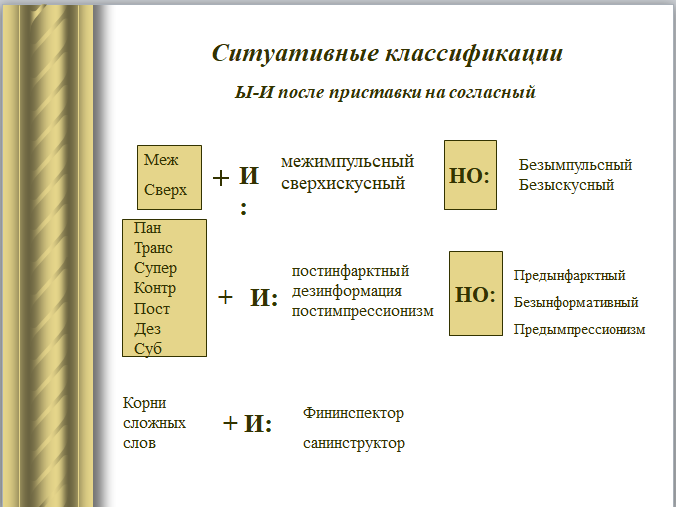 Ситуативные классификации
Ы-И после приставки на согласный
Меж
Сверх
+ И
:
межимпульсный
сверхискусный
НО:
Безымпульсный
Безыскусный
Пан
Транс
Супер
Контр
Пост
Дез
Суб
+ И:
постинфарктный
дезинформация
постимпрессионизм
НО:
Предынфарктный
Безынформативный
Предымпрессионизм
Корни
сложных
слов
+ И:
Фининспектор
санинструктор